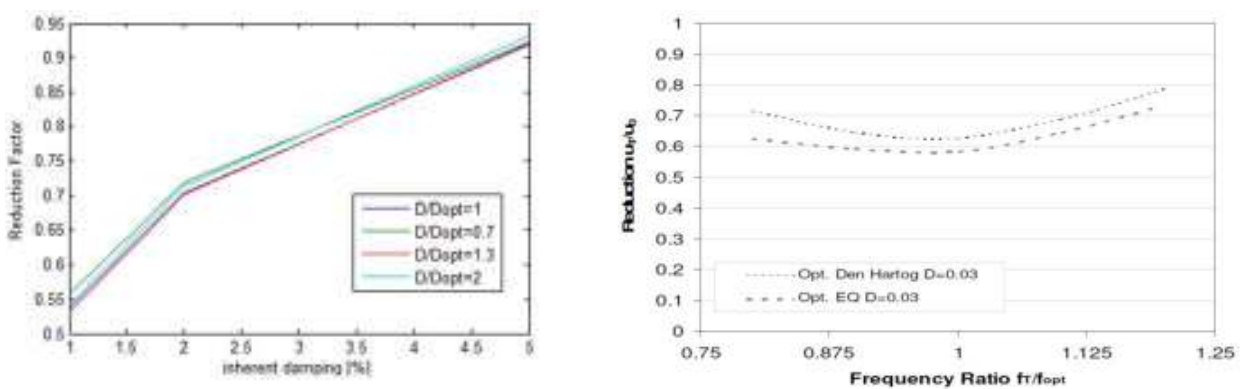 0.95
0.9
0.85
0.8
0.75
0.7
0.65
0.6
0.55
0.5
Reduction Factor
1 1.5 2 2.5 3 3.5 4 4.5 5
inherent damping [%]
D/Dopt=1
D/Dopt=0.7
D/Dopt=1.3
D/Dopt=2
1
0.9
0.8
0.7
0.6
0.5
0.4
0.3
0.2
0.1
0
Reduction uT/u0
Opt. Den Hartog D=0.03
Opt. EQ D=0.03
0.75 0.875 1 1.125 1.25
Frequency Ratio fT/fopt